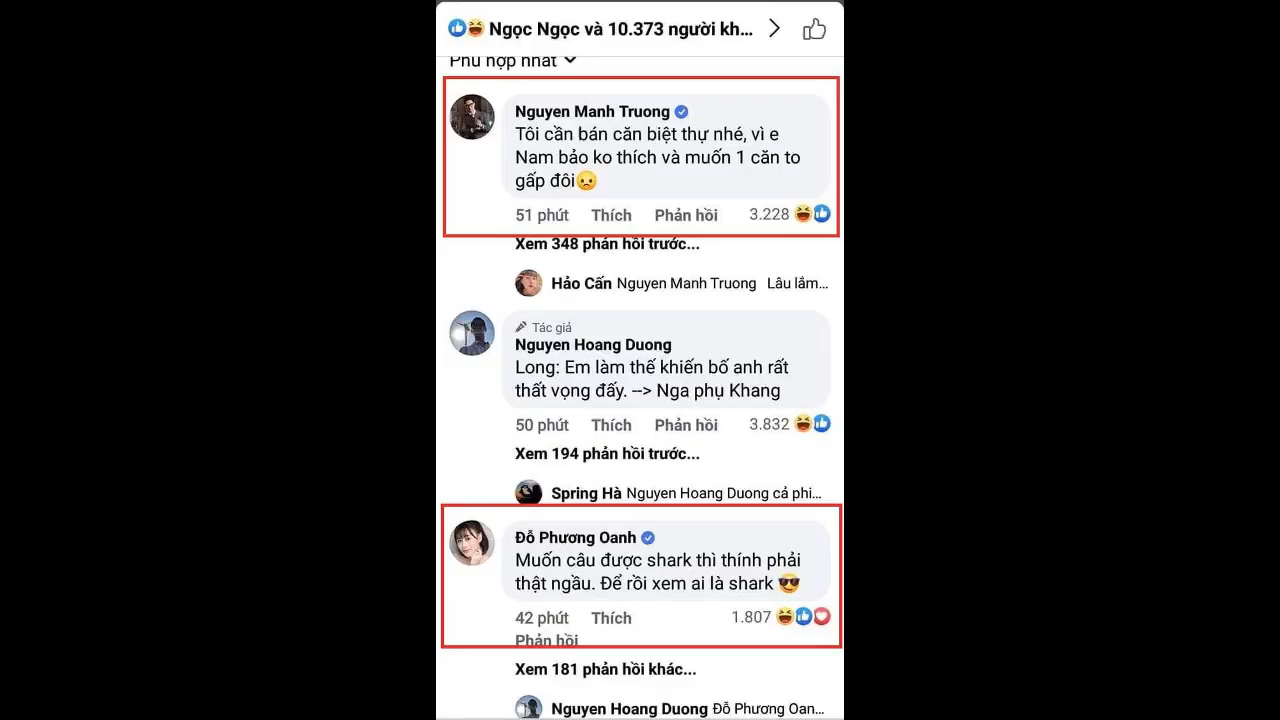 Ngọc Ngọc và 10.373 người kh...
Phù hợp nhất
Nguyen Manh Truong
Tôi cần bán căn biệt thự nhé, vì e
Nam bảo ko thích và muốn 1 căn to
gấp đôi
51 phút Thích Phản hồi 3.228
Xem 348 phản hồi trước...
Hảo Cấn Nguyen Manh Truong Lâu lắm...
Tác giả
Nguyen Hoang Duong
Long: Em làm thế khiến bố anh rất
thất vọng đấy. --> Nga phụ Khang
50 phút Thích Phản hồi 3.832
Xem 194 phản hồi trước...
Spring Hà Nguyen Hoang Duong cả phi...
Đỗ Phương Oanh
Muốn câu được shark thì thính phải
thật ngầu. Để rồi xem ai là shark
42 phút Thích 1.807
Phản hồi
Xem 181 phản hồi khác...
Nguyen Hoang Duong Đỗ Phương Oan...